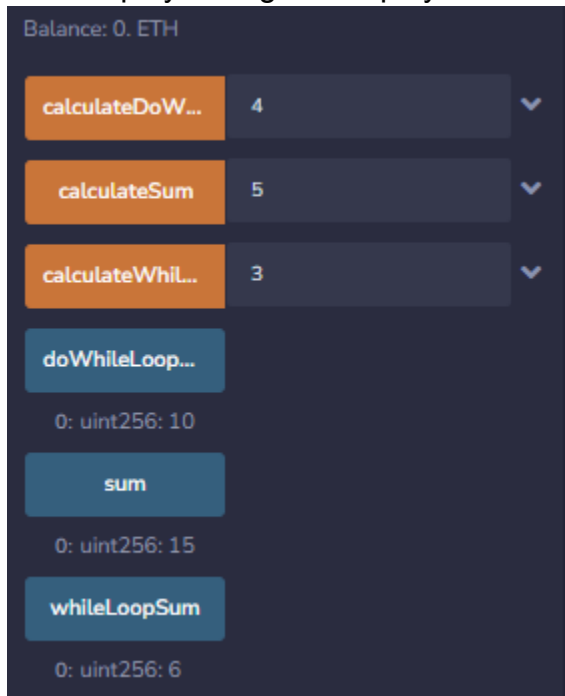 Balance: 0. ETH
calculateDoW... 4
calculateSum 5
calculateWhil... 3
doWhileLoop...
0: uint256: 10
sum
0: uint256: 15
whileLoopSum
0: uint256: 6